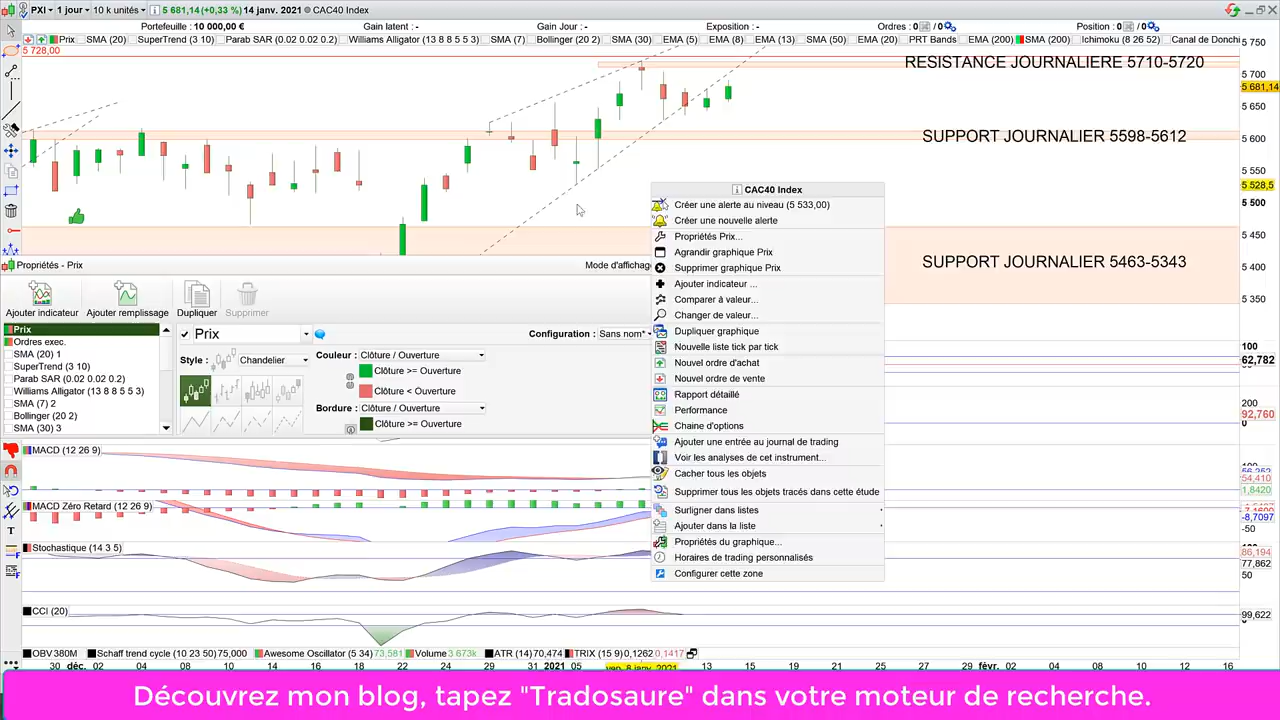 PXI 1 jour 10 k unités 5 681,14 (+0,33 %) 14 janv. 2021 CAC40 Index
Portefeuille : 10 000,00 € Gain latent : - Gain Jour : - Exposition : - Ordres : 0 / 0 Position : 0 / 0
Prix SMA (20) SuperTrend (3 10) Parab SAR (0.02 0.02 0.2) Williams Alligator (13 8 8 5 5 3) SMA (7) Bollinger (20 2) SMA (30) EMA (5) EMA (8) EMA (13) SMA (50) EMA (20) PRT Bands EMA (200) SMA (200) Ichimoku (8 26 52) Canal de Donchi
5 728,00
5 750
RESISTANCE JOURNALIERE 5710-5720
5 700
5 681,14
5 650
SUPPORT JOURNALIER 5598-5612
5 600
5 550
5 528,5
5 500
5 450
SUPPORT JOURNALIER 5463-5343
5 400
5 350
CAC40 Index
Créer une alerte au niveau (5 533,00)
Créer une nouvelle alerte
Propriétés Prix...
Agrandir graphique Prix
Supprimer graphique Prix
Ajouter indicateur ...
Comparer à valeur...
Changer de valeur...
Dupliquer graphique
Nouvelle liste tick par tick
Nouvel ordre d'achat
Nouvel ordre de vente
Rapport détaillé
Performance
Chaine d'options
Ajouter une entrée au journal de trading
Voir les analyses de cet instrument...
Cacher tous les objets
Supprimer tous les objets tracés dans cette étude
Surligner dans listes
Ajouter dans la liste
Propriétés du graphique...
Horaires de trading personnalisés
Configurer cette zone
Propriétés - Prix Mode d'affichage
Ajouter indicateur Ajouter remplissage Dupliquer Supprimer
Prix
Ordres exec.
SMA (20) 1
SuperTrend (3 10)
Parab SAR (0.02 0.02 0.2)
Williams Alligator (13 8 8 5 5 3)
SMA (7) 2
Bollinger (20 2)
SMA (30) 3
Prix Configuration : Sans nom*
Style : Chandelier Couleur : Clôture / Ouverture
Clôture >= Ouverture
Clôture < Ouverture
Bordure : Clôture / Ouverture
Clôture >= Ouverture
100
62,782
200
92,760
0
MACD (12 26 9)
54,410
1,8420
MACD Zéro Retard (12 26 9)
-8,7097
-50
Stochastique (14 3 5)
86,194
77,862
50
CCI (20)
99,622
0
OBV 380M Schaff trend cycle (10 23 50) 75,000 Awesome Oscillator (5 34) 73,581 Volume 3 673k ATR (14) 70,474 TRIX (15 9) 0,1262 0,1417
30 déc. 02 04 08 10 14 16 18 22 24 29 2021 05 ven. 8 janv. 2021 13 15 19 21 25 27 29 févr. 02 04 08 10 12 16
Découvrez mon blog, tapez "Tradosaure" dans votre moteur de recherche.